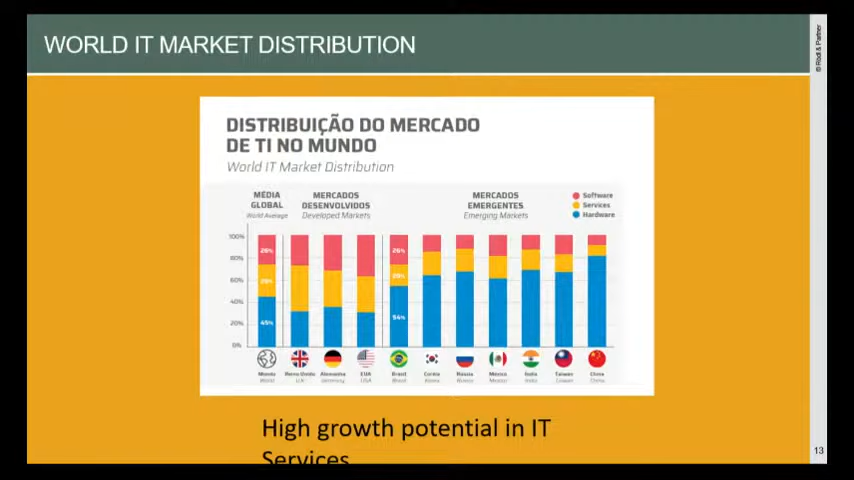 WORLD IT MARKET DISTRIBUTION
© Rödl & Partner
DISTRIBUIÇÃO DO MERCADO
DE TI NO MUNDO
World IT Market Distribution
MÉDIA
GLOBAL
World Average
MERCADOS
DESENVOLVIDOS
Developed Markets
MERCADOS
EMERGENTES
Emerging Markets
Software
Services
Hardware
100%
80%
60%
40%
20%
0%
26%
45%
26%
20%
54%
Mundo
World
Reino Unido
U.K.
Alemanha
Germany
EUA
USA
Brasil
Brazil
Coreia
Korea
Rússia
Russia
México
Mexico
Índia
India
Taiwan
Taiwan
China
China
High growth potential in IT
Services
13